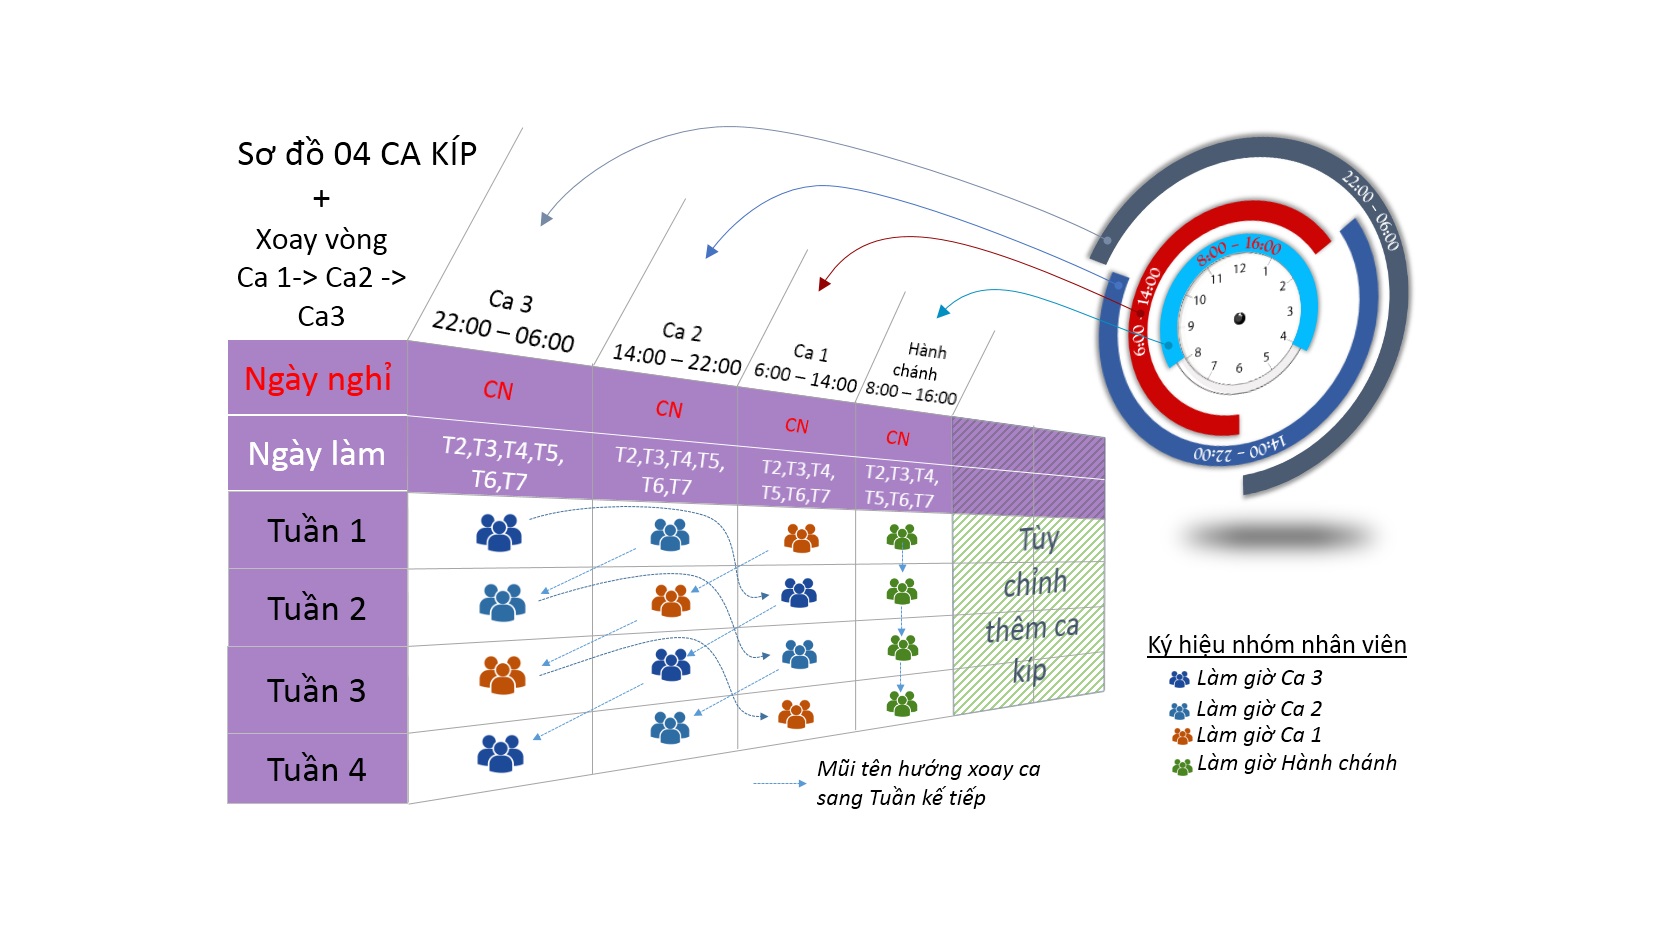 Sơ đồ 04 CA KÍP
+
Xoay vòng
Ca 1-> Ca2 ->
Ca3
Ca 3
22:00 – 06:00
Ca 2
14:00 – 22:00
Ca 1
6:00 – 14:00
Hành
chánh
8:00 – 16:00
Ngày nghỉ
CN
CN
CN
CN
Ngày làm
T2,T3,T4,T5,
T6,T7
T2,T3,T4,T5,
T6,T7
T2,T3,T4,
T5,T6,T7
T2,T3,T4,
T5,T6,T7
Tuần 1
Tuần 2
Tuần 3
Tuần 4
Tùy
chỉnh
thêm ca
kíp
Mũi tên hướng xoay ca
sang Tuần kế tiếp
22:00 – 06:00
14:00 – 22:00
6:00 - 14:00
8:00 – 16:00
12
1
2
3
4
5
6
7
8
9
10
11
Ký hiệu nhóm nhân viên
Làm giờ Ca 3
Làm giờ Ca 2
Làm giờ Ca 1
Làm giờ Hành chánh